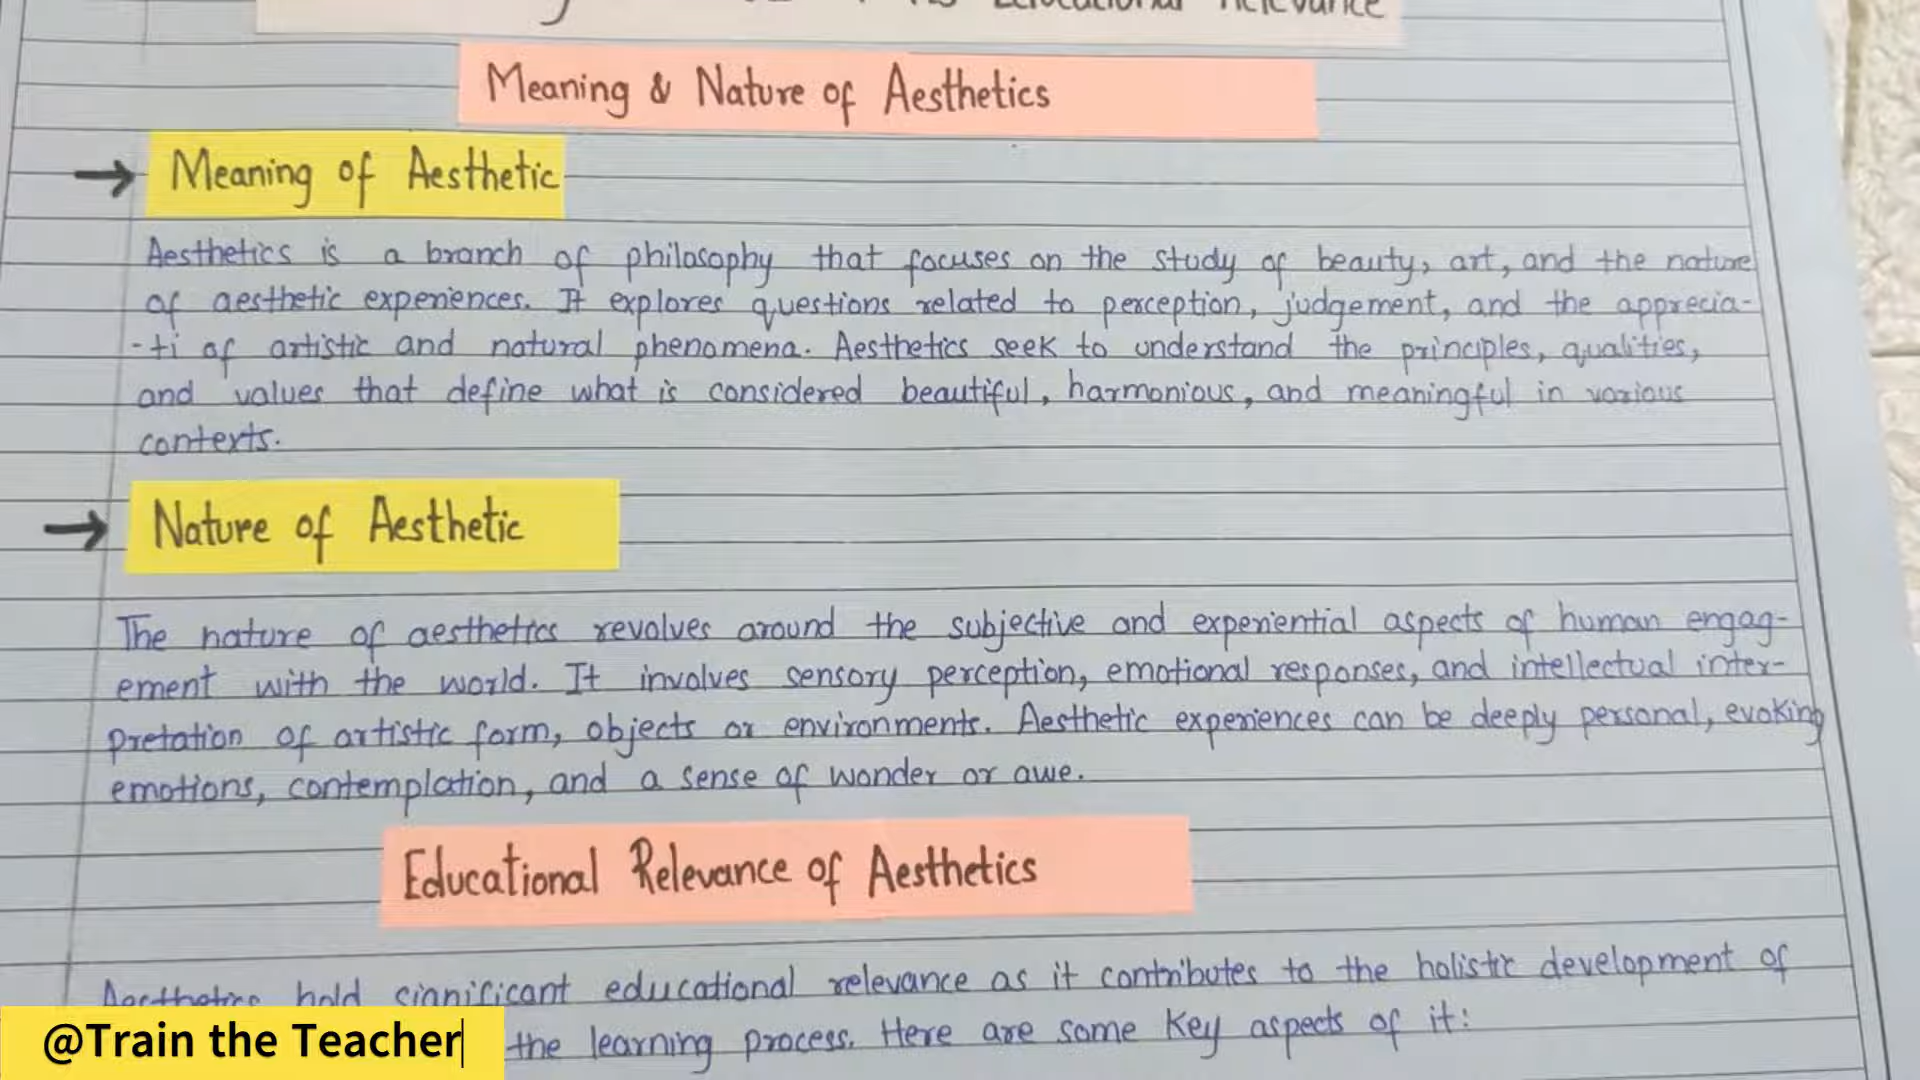 Educational Relevance
Meaning & Nature of Aesthetics
→ Meaning of Aesthetic
Aesthetics is a branch of philosophy that focuses on the study of beauty, art, and the nature
of aesthetic experiences. It explores questions related to perception, judgement, and the apprecia-
-ti of artistic and natural phenomena. Aesthetics seek to understand the principles, qualities,
and values that define what is considered beautiful, harmonious, and meaningful in various
contexts.
→ Nature of Aesthetic
The nature of aesthetics revolves around the subjective and experiential aspects of human engag-
ement with the world. It involves sensory perception, emotional responses, and intellectual inter-
pretation of artistic form, objects or environments. Aesthetic experiences can be deeply personal, evoking
emotions, contemplation, and a sense of wonder or awe.
Educational Relevance of Aesthetics
Aesthetics hold significant educational relevance as it contributes to the holistic development of
the learning process. Here are some key aspects of it:
@Train the Teacher